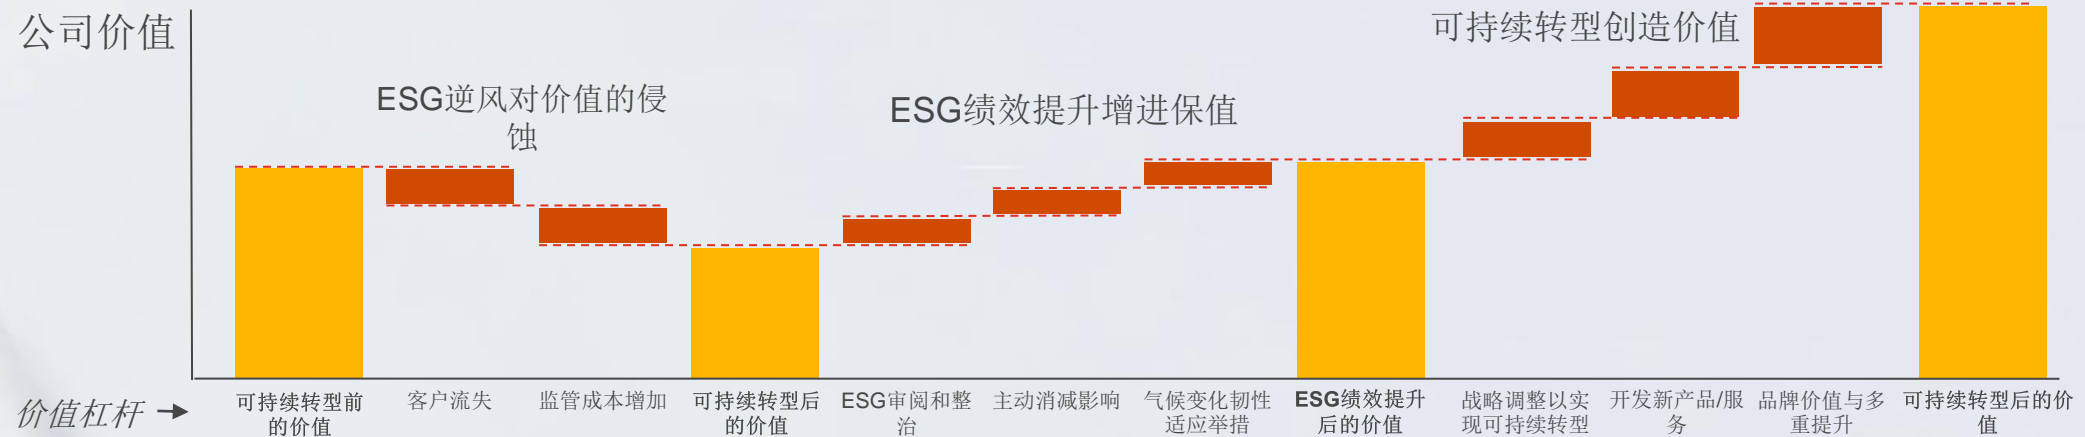 公司价值
ESG逆风对价值的侵
蚀
ESG绩效提升增进保值
可持续转型创造价值
价值杠杆
可持续转型前
的价值
客户流失
监管成本增加
可持续转型后
的价值
ESG审阅和整
治
主动消减影响
气候变化韧性
适应举措
ESG绩效提升
后的价值
战略调整以实
现可持续转型
开发新产品/服
务
品牌价值与多
重提升
可持续转型后的价
值